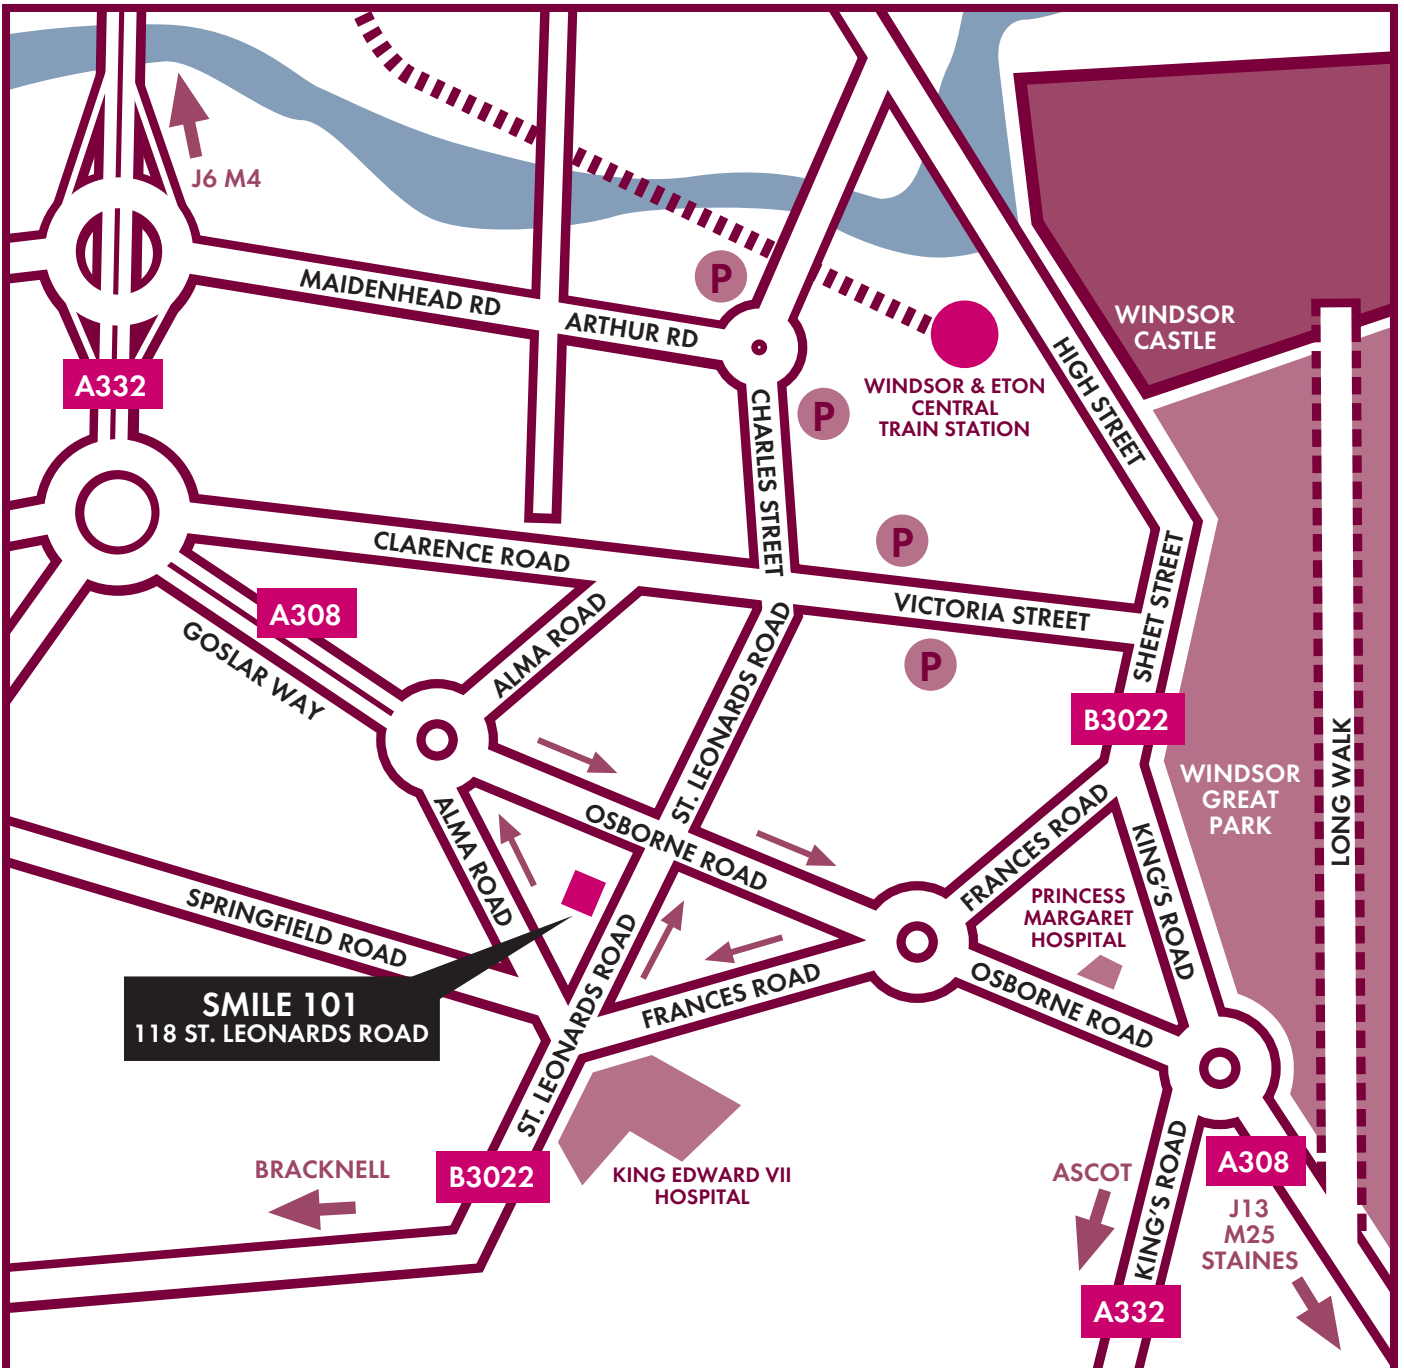 J6 M4
MAIDENHEAD RD
ARTHUR RD
P
A332
WINDSOR
CASTLE
HIGH STREET
WINDSOR & ETON
CENTRAL
TRAIN STATION
P
CHARLES STREET
CLARENCE ROAD
P
A308
GOSLAR WAY
ALMA ROAD
VICTORIA STREET
SHEET STREET
P
ST. LEONARDS ROAD
B3022
WINDSOR
GREAT
PARK
LONG WALK
OSBORNE ROAD
ALMA ROAD
FRANCES ROAD
KING'S ROAD
PRINCESS
MARGARET
HOSPITAL
SPRINGFIELD ROAD
ST. LEONARDS ROAD
FRANCES ROAD
OSBORNE ROAD
SMILE 101
118 ST. LEONARDS ROAD
ST. LEONARDS ROAD
BRACKNELL
B3022
KING EDWARD VII
HOSPITAL
ASCOT
KING'S ROAD
A308
J13
M25
STAINES
A332